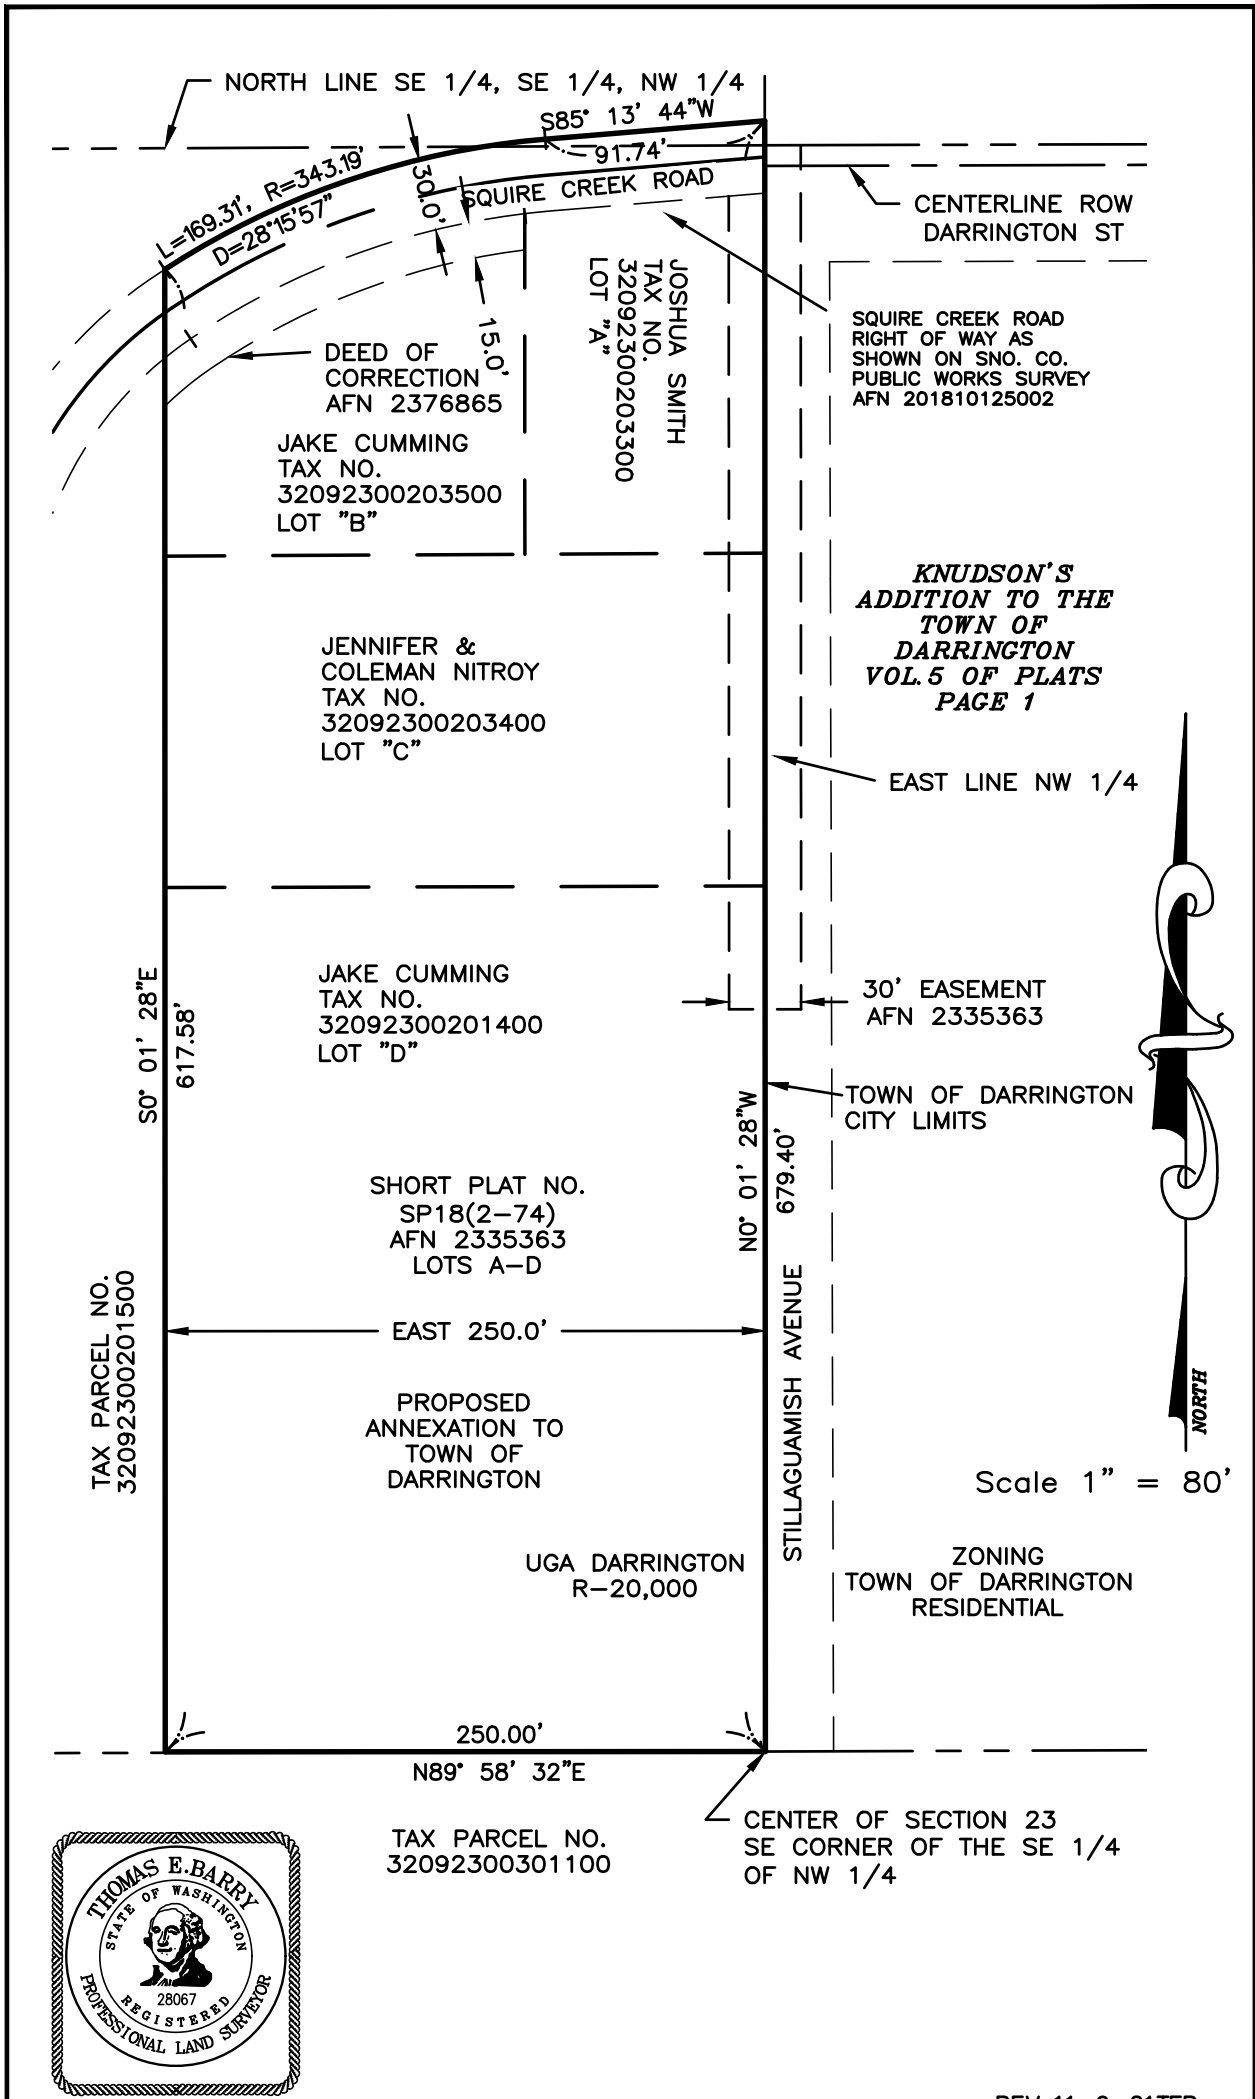 NORTH LINE SE 1/4, SE 1/4, NW 1/4
S85° 13' 44"W
91.74'
L=169.31', R=343.19'
D=28°15'57"
30.0'
SQUIRE CREEK ROAD
CENTERLINE ROW
DARRINGTON ST
15.0'
DEED OF
CORRECTION
AFN 2376865
JOSHUA SMITH
TAX NO.
32092300203300
LOT "A"
SQUIRE CREEK ROAD
RIGHT OF WAY AS
SHOWN ON SNO. CO.
PUBLIC WORKS SURVEY
AFN 201810125002
JAKE CUMMING
TAX NO.
32092300203500
LOT "B"
KNUDSON'S
ADDITION TO THE
TOWN OF
DARRINGTON
VOL.5 OF PLATS
PAGE 1
JENNIFER &
COLEMAN NITROY
TAX NO.
32092300203400
LOT "C"
EAST LINE NW 1/4
JAKE CUMMING
TAX NO.
32092300201400
LOT "D"
30' EASEMENT
AFN 2335363
S0° 01' 28"E
617.58'
TOWN OF DARRINGTON
CITY LIMITS
N0° 01' 28"W
679.40'
SHORT PLAT NO.
SP18(2-74)
AFN 2335363
LOTS A-D
TAX PARCEL NO.
32092300201500
EAST 250.0'
STILLAGUAMISH AVENUE
PROPOSED
ANNEXATION TO
TOWN OF
DARRINGTON
NORTH
Scale 1" = 80'
UGA DARRINGTON
R-20,000
ZONING
TOWN OF DARRINGTON
RESIDENTIAL
250.00'
N89° 58' 32"E
TAX PARCEL NO.
32092300301100
CENTER OF SECTION 23
SE CORNER OF THE SE 1/4
OF NW 1/4
THOMAS E.BARRY
STATE OF WASHINGTON
28067
REGISTERED
PROFESSIONAL LAND SURVEYOR